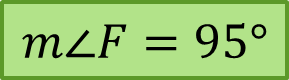 m∠F = 95°